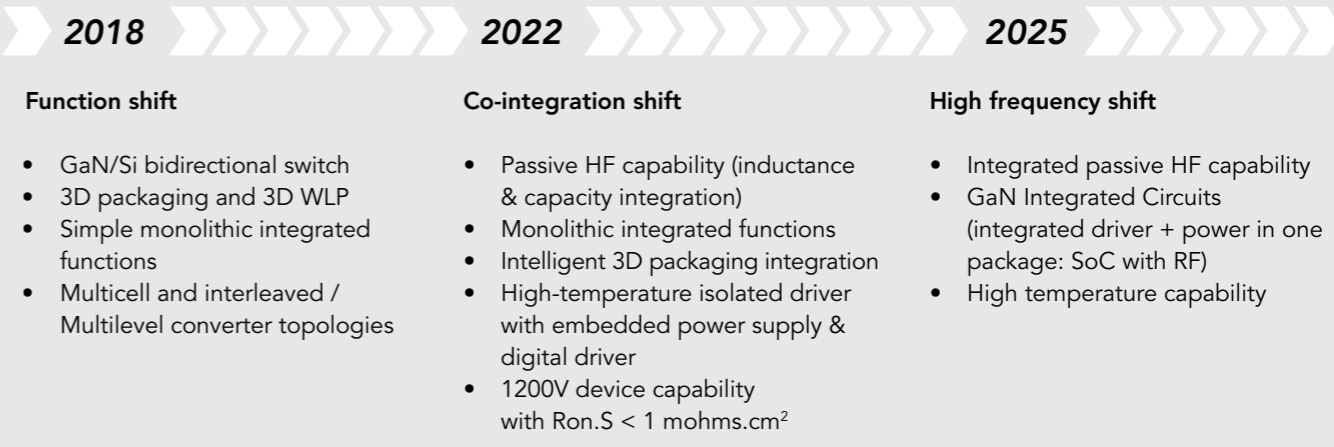 2018
2022
2025
Function shift
• GaN/Si bidirectional switch
• 3D packaging and 3D WLP
• Simple monolithic integrated
functions
• Multicell and interleaved /
Multilevel converter topologies
Co-integration shift
• Passive HF capability (inductance
& capacity integration)
• Monolithic integrated functions
• Intelligent 3D packaging integration
• High-temperature isolated driver
with embedded power supply &
digital driver
• 1200V device capability
with Ron.S < 1 mohms.cm²
High frequency shift
• Integrated passive HF capability
• GaN Integrated Circuits
(integrated driver + power in one
package: SoC with RF)
• High temperature capability